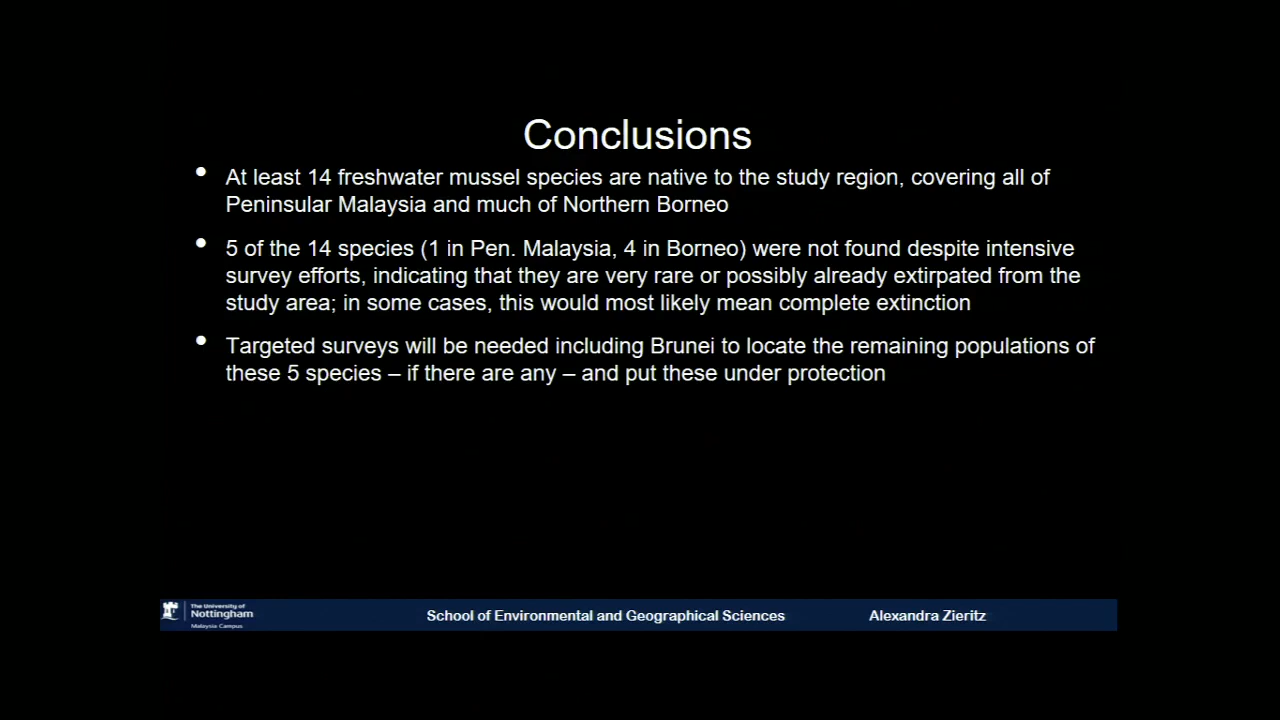 Conclusions
• At least 14 freshwater mussel species are native to the study region, covering all of
Peninsular Malaysia and much of Northern Borneo
• 5 of the 14 species (1 in Pen. Malaysia, 4 in Borneo) were not found despite intensive
survey efforts, indicating that they are very rare or possibly already extirpated from the
study area; in some cases, this would most likely mean complete extinction
• Targeted surveys will be needed including Brunei to locate the remaining populations of
these 5 species – if there are any – and put these under protection
The University of
Nottingham
Malaysia Campus
School of Environmental and Geographical Sciences
Alexandra Zieritz